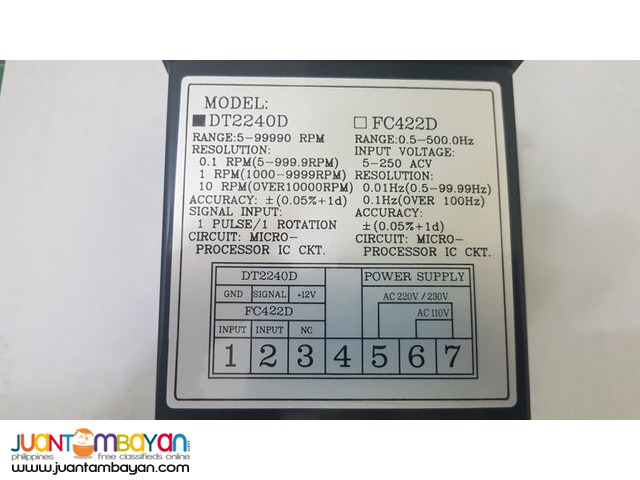 MODEL:
■DT2240D
RANGE:5-99990 RPM
RESOLUTION:
0.1 RPM(5-999.9RPM)
1 RPM(1000-9999RPM)
10 RPM(OVER10000RPM)
ACCURACY: ±(0.05%+1d)
SIGNAL INPUT:
1 PULSE/1 ROTATION
CIRCUIT: MICRO-
PROCESSOR IC CKT.
□FC422D
RANGE:0.5-500.0Hz
INPUT VOLTAGE:
5-250 ACV
RESOLUTION:
0.01Hz(0.5-99.99Hz)
0.1Hz(OVER 100Hz)
ACCURACY:
±(0.05%+1d)
CIRCUIT: MICRO-
PROCESSOR IC CKT.
DT2240D POWER SUPPLY
GND SIGNAL +12V AC 220V / 230V
FC422D AC 110V
INPUT INPUT NC
1 2 3 4 5 6 7
JUANTAMBAYAN.COM
philippines free classifieds online
www.juantambayan.com